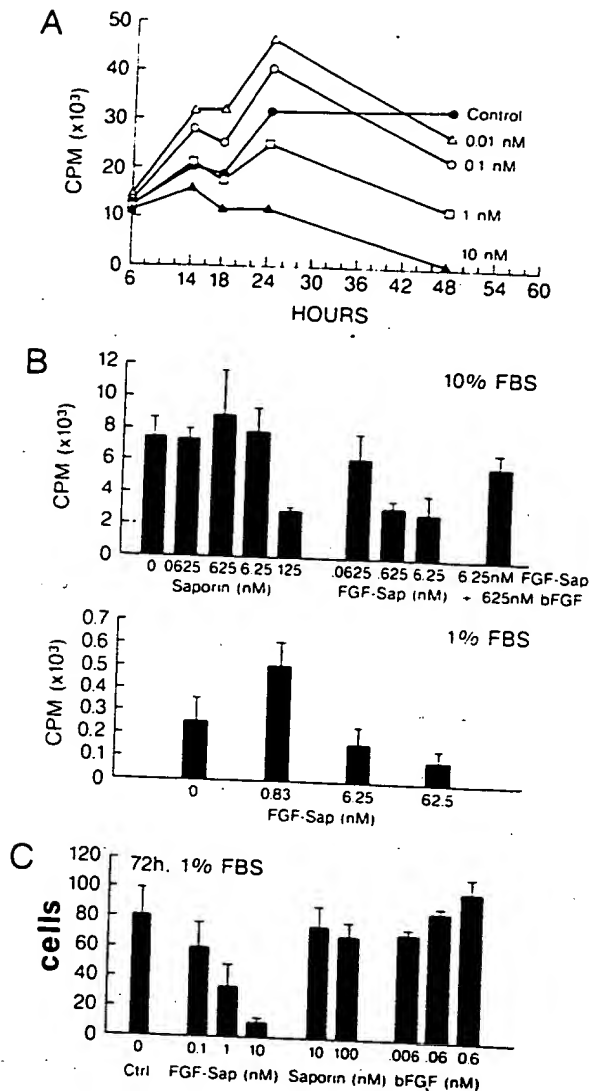 A
50
40
30
20
10
0
CPM (x10³)
Control
0.01 nM
0.1 nM
1 nM
10 nM
6 14 18 24 30 36 42 48 54 60
HOURS
B
12
10
8
6
4
2
0
CPM (x10³)
10% FBS
0 .0625 .625 6.25 125 .0625 .625 6.25 6.25nM FGF-Sap
Saporin (nM) FGF-Sap (nM) + 625nM bFGF
0.7
0.6
0.5
0.4
0.3
0.2
0.1
0
CPM (x10³)
1% FBS
0 0.83 6.25 62.5
FGF-Sap (nM)
C
120
100
80
60
40
20
0
cells
72h. 1% FBS
0 0.1 1 10 10 100 .006 .06 0.6
Ctrl FGF-Sap (nM) Saporin (nM) bFGF (nM)